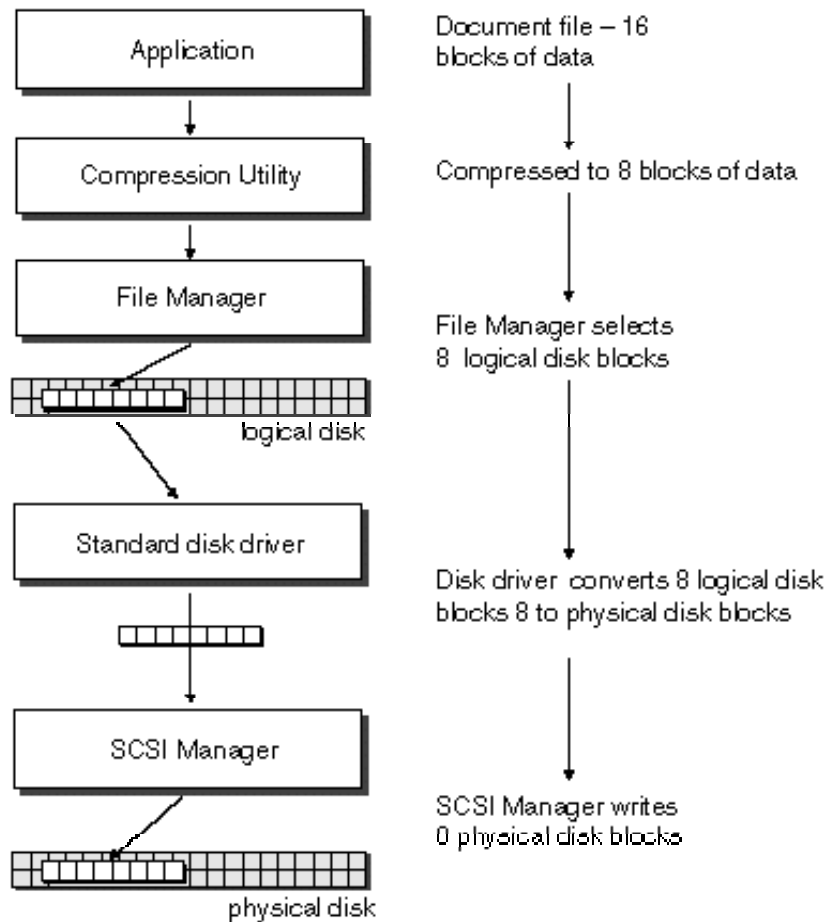 Application
Document file – 16
blocks of data
Compression Utility
Compressed to 8 blocks of data
File Manager
File Manager selects
8 logical disk blocks
logical disk
Standard disk driver
Disk driver converts 8 logical disk
blocks 8 to physical disk blocks
SCSI Manager
SCSI Manager writes
0 physical disk blocks
physical disk